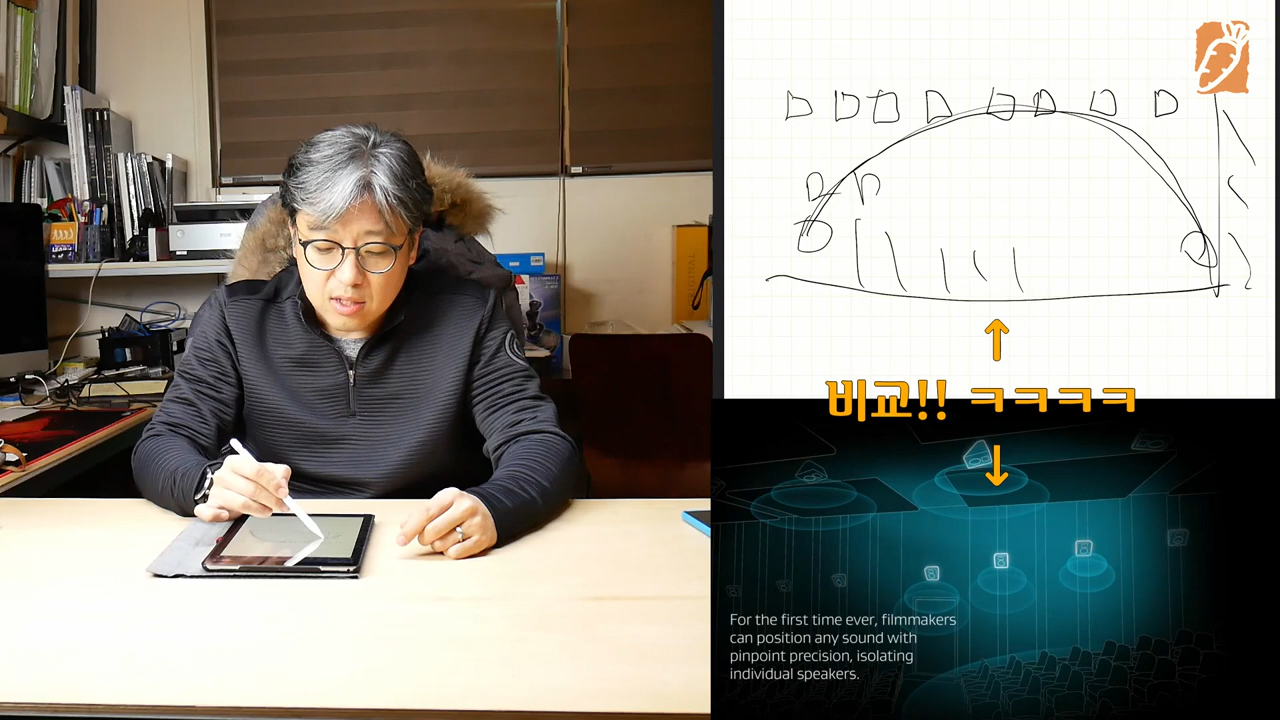 비교!! ㅋㅋㅋㅋ
For the first time ever, filmmakers
can position any sound with
pinpoint precision, isolating
individual speakers.
ORIGINAL